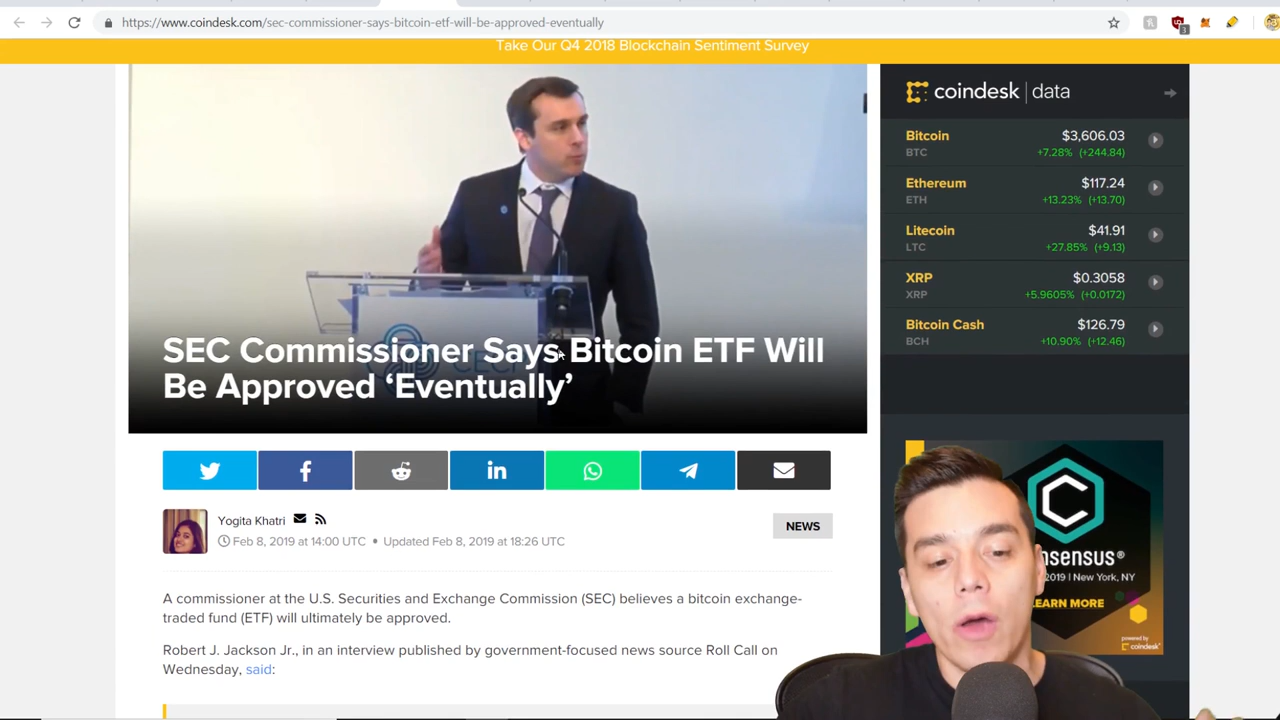 https://www.coindesk.com/sec-commissioner-says-bitcoin-etf-will-be-approved-eventually
3
Take Our Q4 2018 Blockchain Sentiment Survey
coindesk | data
Bitcoin $3,606.03
BTC +7.28% (+244.84)
Ethereum $117.24
ETH +13.23% (+13.70)
Litecoin $41.91
LTC +27.85% (+9.13)
XRP $0.3058
XRP +5.9605% (+0.0172)
Bitcoin Cash $126.79
BCH +10.90% (+12.46)
SEC Commissioner Says Bitcoin ETF Will
Be Approved ‘Eventually’
Yogita Khatri
NEWS
Feb 8, 2019 at 14:00 UTC • Updated Feb 8, 2019 at 18:26 UTC
A commissioner at the U.S. Securities and Exchange Commission (SEC) believes a bitcoin exchange-
traded fund (ETF) will ultimately be approved.
Robert J. Jackson Jr., in an interview published by government-focused news source Roll Call on
Wednesday, said:
nsensus®
2019 | New York, NY
EARN MORE
powered by
coindesk